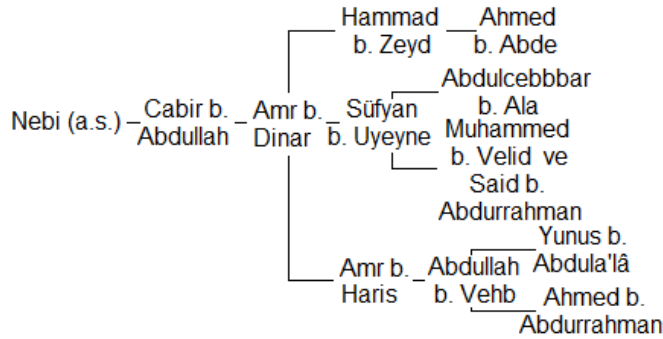 Hammad
b. Zeyd
Ahmed
b. Abde
Nebi (a.s.)
Cabir b.
Abdullah
Amr b.
Dinar
Süfyan
b. Uyeyne
Abdulcebbbar
b. Ala
Muhammed
b. Velid ve
Said b.
Abdurrahman
Amr b.
Haris
Abdullah
b. Vehb
Yunus b.
Abdula'lâ
Ahmed b.
Abdurrahman